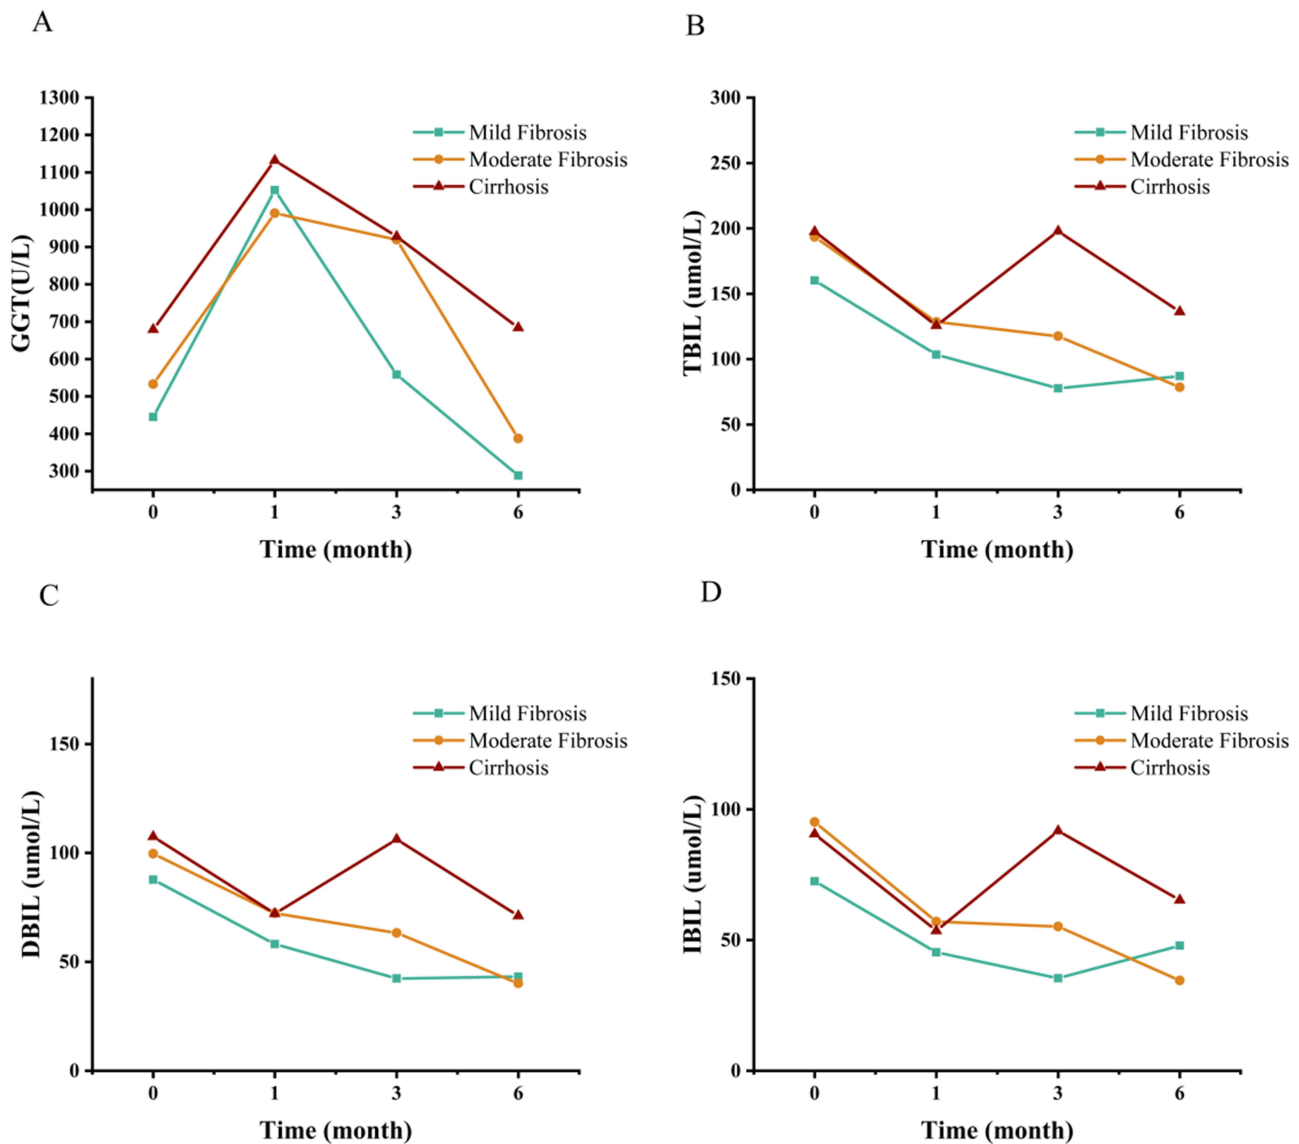 A
GGT(U/L)
1300
1200
1100
1000
900
800
700
600
500
400
300
Mild Fibrosis
Moderate Fibrosis
Cirrhosis
0 1 3 6
Time (month)
B
TBIL (umol/L)
300
250
200
150
100
50
0
Mild Fibrosis
Moderate Fibrosis
Cirrhosis
0 1 3 6
Time (month)
C
DBIL (umol/L)
150
100
50
0
Mild Fibrosis
Moderate Fibrosis
Cirrhosis
0 1 3 6
Time (month)
D
IBIL (umol/L)
150
100
50
0
Mild Fibrosis
Moderate Fibrosis
Cirrhosis
0 1 3 6
Time (month)